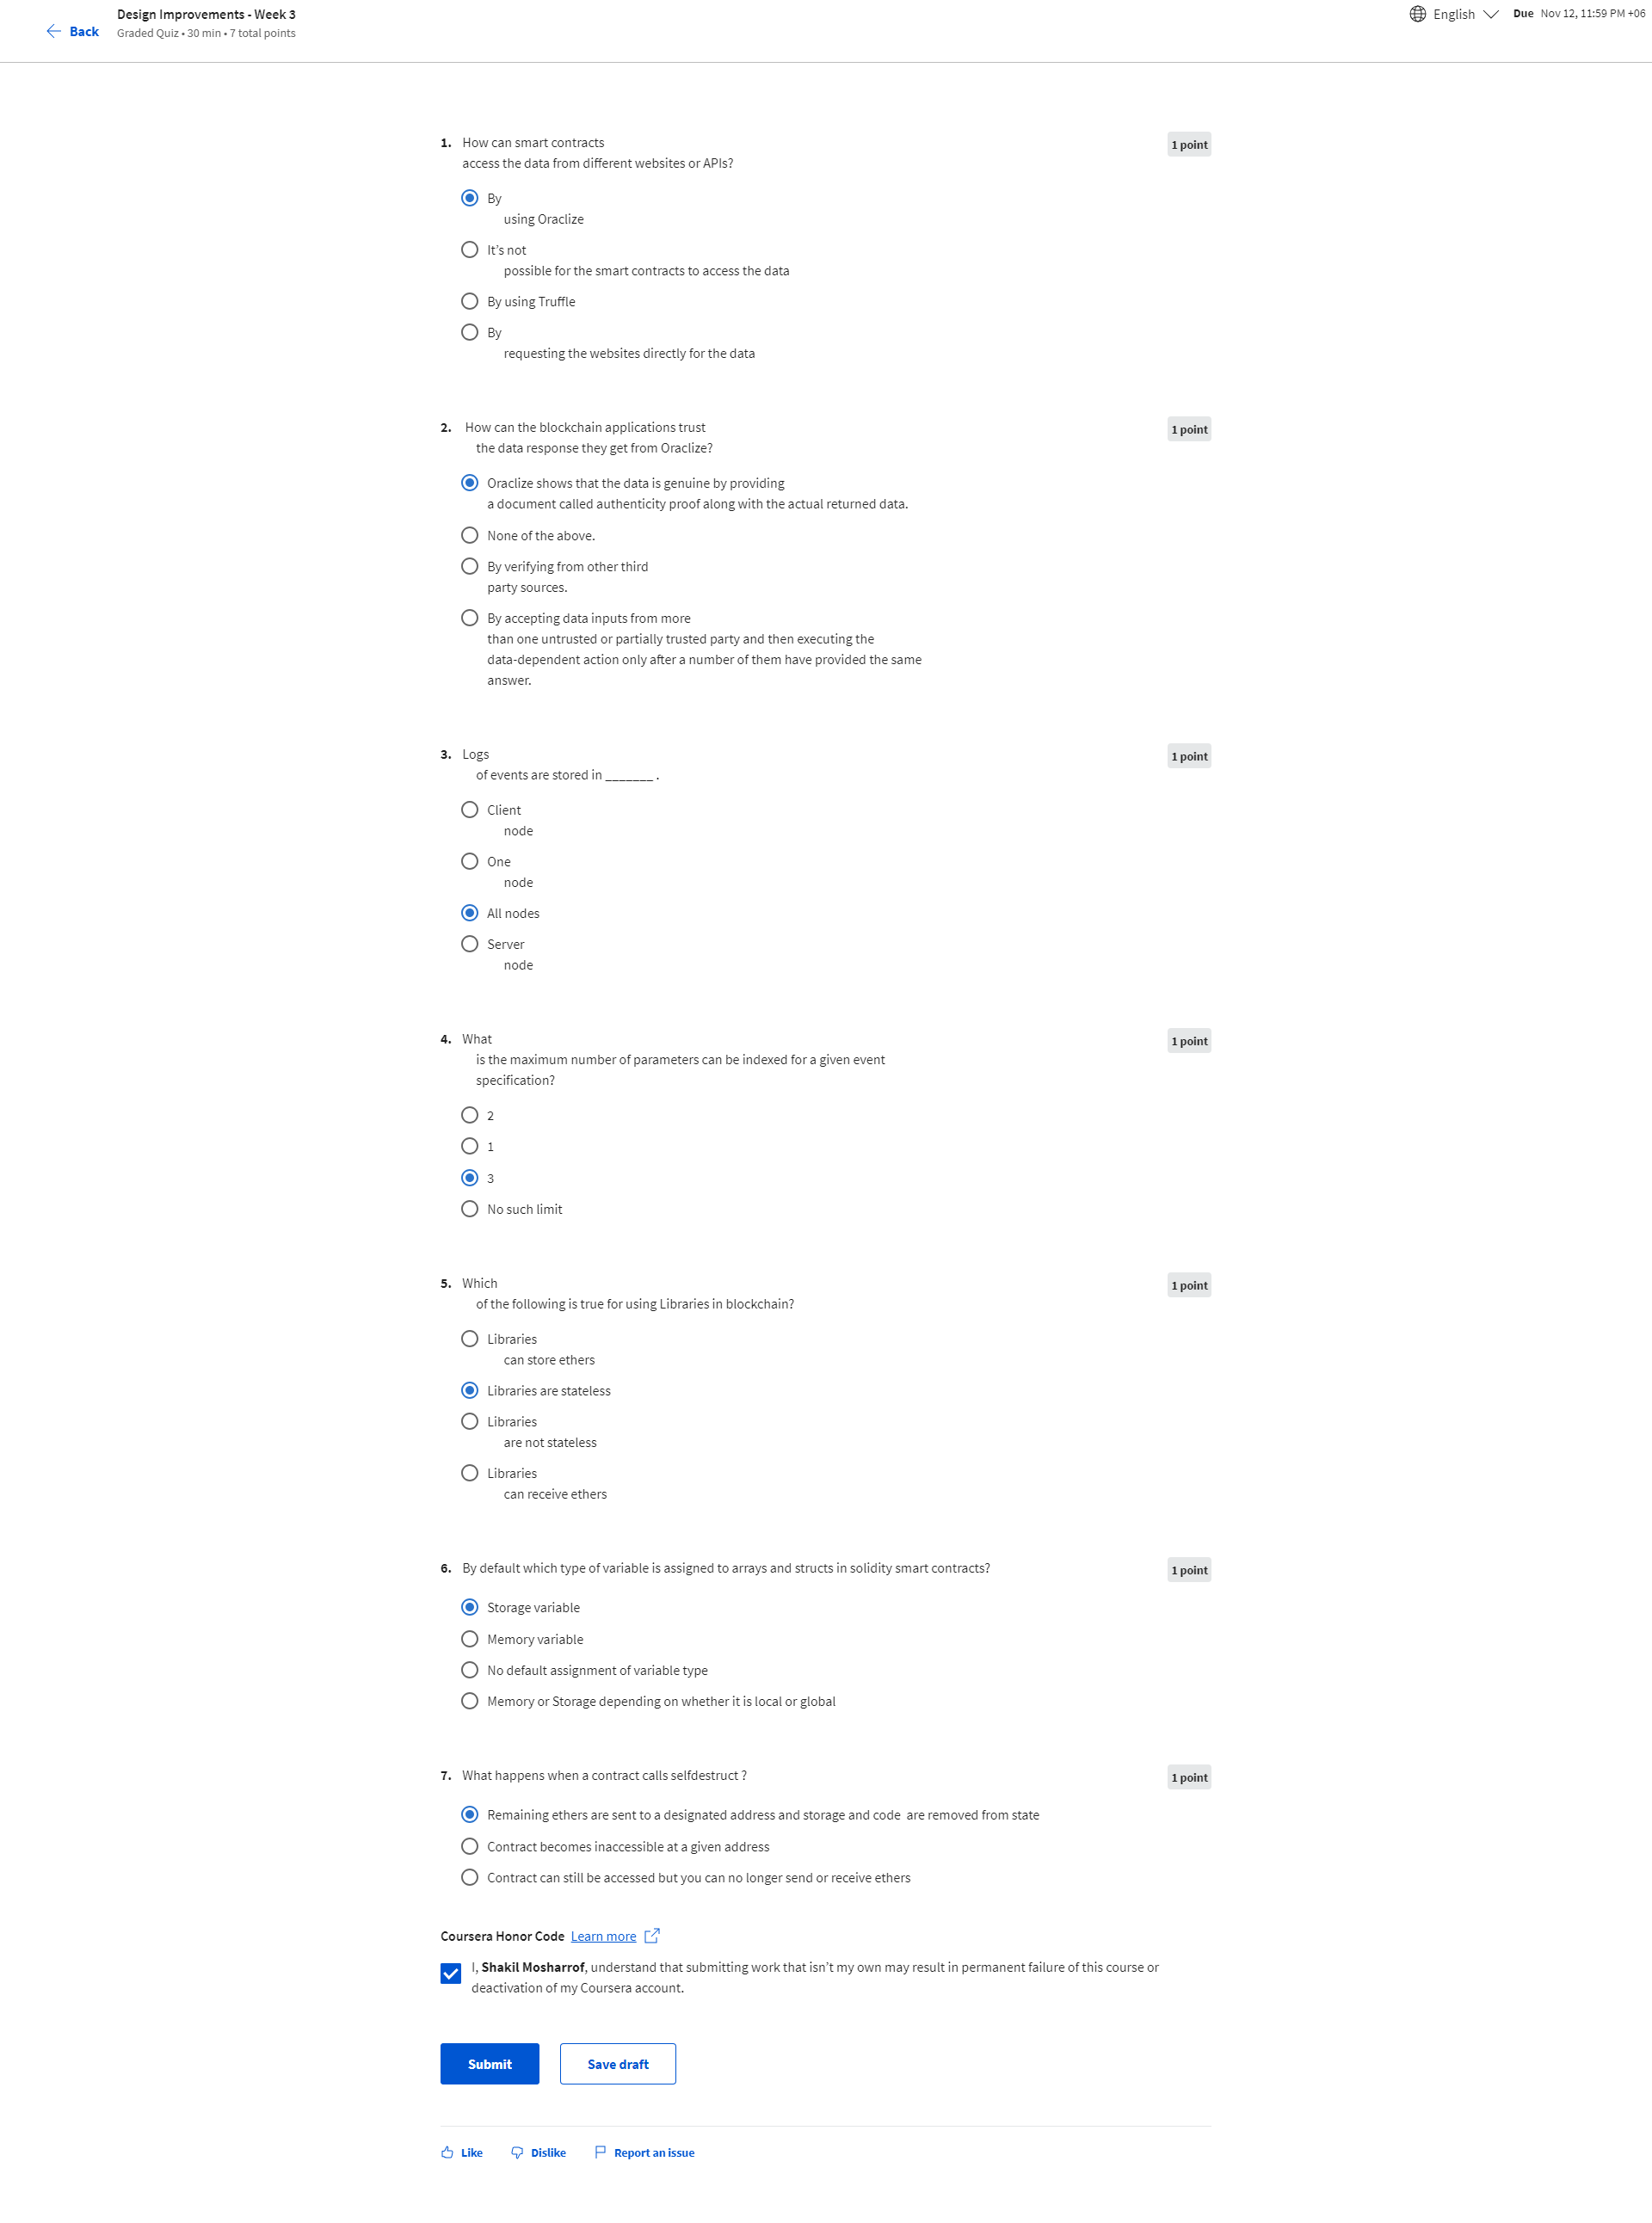 Design Improvements - Week 3
Back
Graded Quiz • 30 min • 7 total points
English
Due Nov 12, 11:59 PM +06
1. How can smart contracts
access the data from different websites or APIs?
1 point
By
using Oraclize
It’s not
possible for the smart contracts to access the data
By using Truffle
By
requesting the websites directly for the data
2. How can the blockchain applications trust
the data response they get from Oraclize?
1 point
Oraclize shows that the data is genuine by providing
a document called authenticity proof along with the actual returned data.
None of the above.
By verifying from other third
party sources.
By accepting data inputs from more
than one untrusted or partially trusted party and then executing the
data-dependent action only after a number of them have provided the same
answer.
3. Logs
of events are stored in _______ .
1 point
Client
node
One
node
All nodes
Server
node
4. What
is the maximum number of parameters can be indexed for a given event
specification?
1 point
2
1
3
No such limit
5. Which
of the following is true for using Libraries in blockchain?
1 point
Libraries
can store ethers
Libraries are stateless
Libraries
are not stateless
Libraries
can receive ethers
6. By default which type of variable is assigned to arrays and structs in solidity smart contracts?
1 point
Storage variable
Memory variable
No default assignment of variable type
Memory or Storage depending on whether it is local or global
7. What happens when a contract calls selfdestruct ?
1 point
Remaining ethers are sent to a designated address and storage and code are removed from state
Contract becomes inaccessible at a given address
Contract can still be accessed but you can no longer send or receive ethers
Coursera Honor Code Learn more
I, Shakil Mosharrof, understand that submitting work that isn’t my own may result in permanent failure of this course or
deactivation of my Coursera account.
Submit
Save draft
Like
Dislike
Report an issue